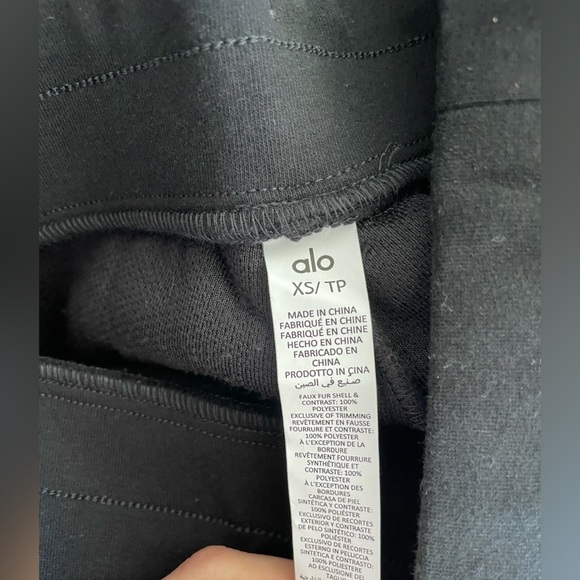 alo
XS/ TP
MADE IN CHINA
FABRIQUÉ EN CHINE
HECHO EN CHINA
FABRICADO EN
CHINA
PRODOTTO IN CINA
صنع في الصين
FAUX FUR SHELL &
CONTRAST: 100%
POLYESTER
EXCLUSIVE OF TRIMMING
REVÊTEMENT EN FAUSSE
FOURRURE ET CONTRASTE:
100% POLYESTER
À L'EXCEPTION DE LA
BORDURE
REVÊTEMENT FOURRURE
SYNTHÉTIQUE ET
CONTRASTE: 100%
POLYESTER
À L'EXCEPTION DES
BORDURES
CARCASA DE PIEL
SINTÉTICA Y CONTRASTE:
100% POLIÉSTER
EXCLUSIVO DE RECORTES
EXTERIOR Y CONTRASTE
DE PELO SINTÉTICO: 100%
POLIÉSTER
EXCLUSIVO DE RECORTES
ESTERNO IN PELLICCIA
CONTRASTO: 100%
POLIESTERE
AD ESCLUSIONE DEI